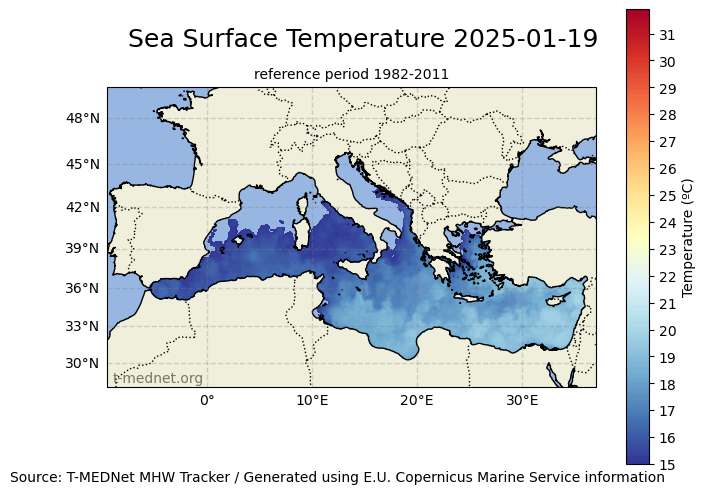 Sea Surface Temperature 2025-01-19
reference period 1982-2011
48°N
45°N
42°N
39°N
36°N
33°N
30°N
0°
10°E
20°E
30°E
t-mednet.org
31
30
29
28
27
26
25
24
23
22
21
20
19
18
17
16
15
Temperature (ºC)
Source: T-MEDNet MHW Tracker / Generated using E.U. Copernicus Marine Service information